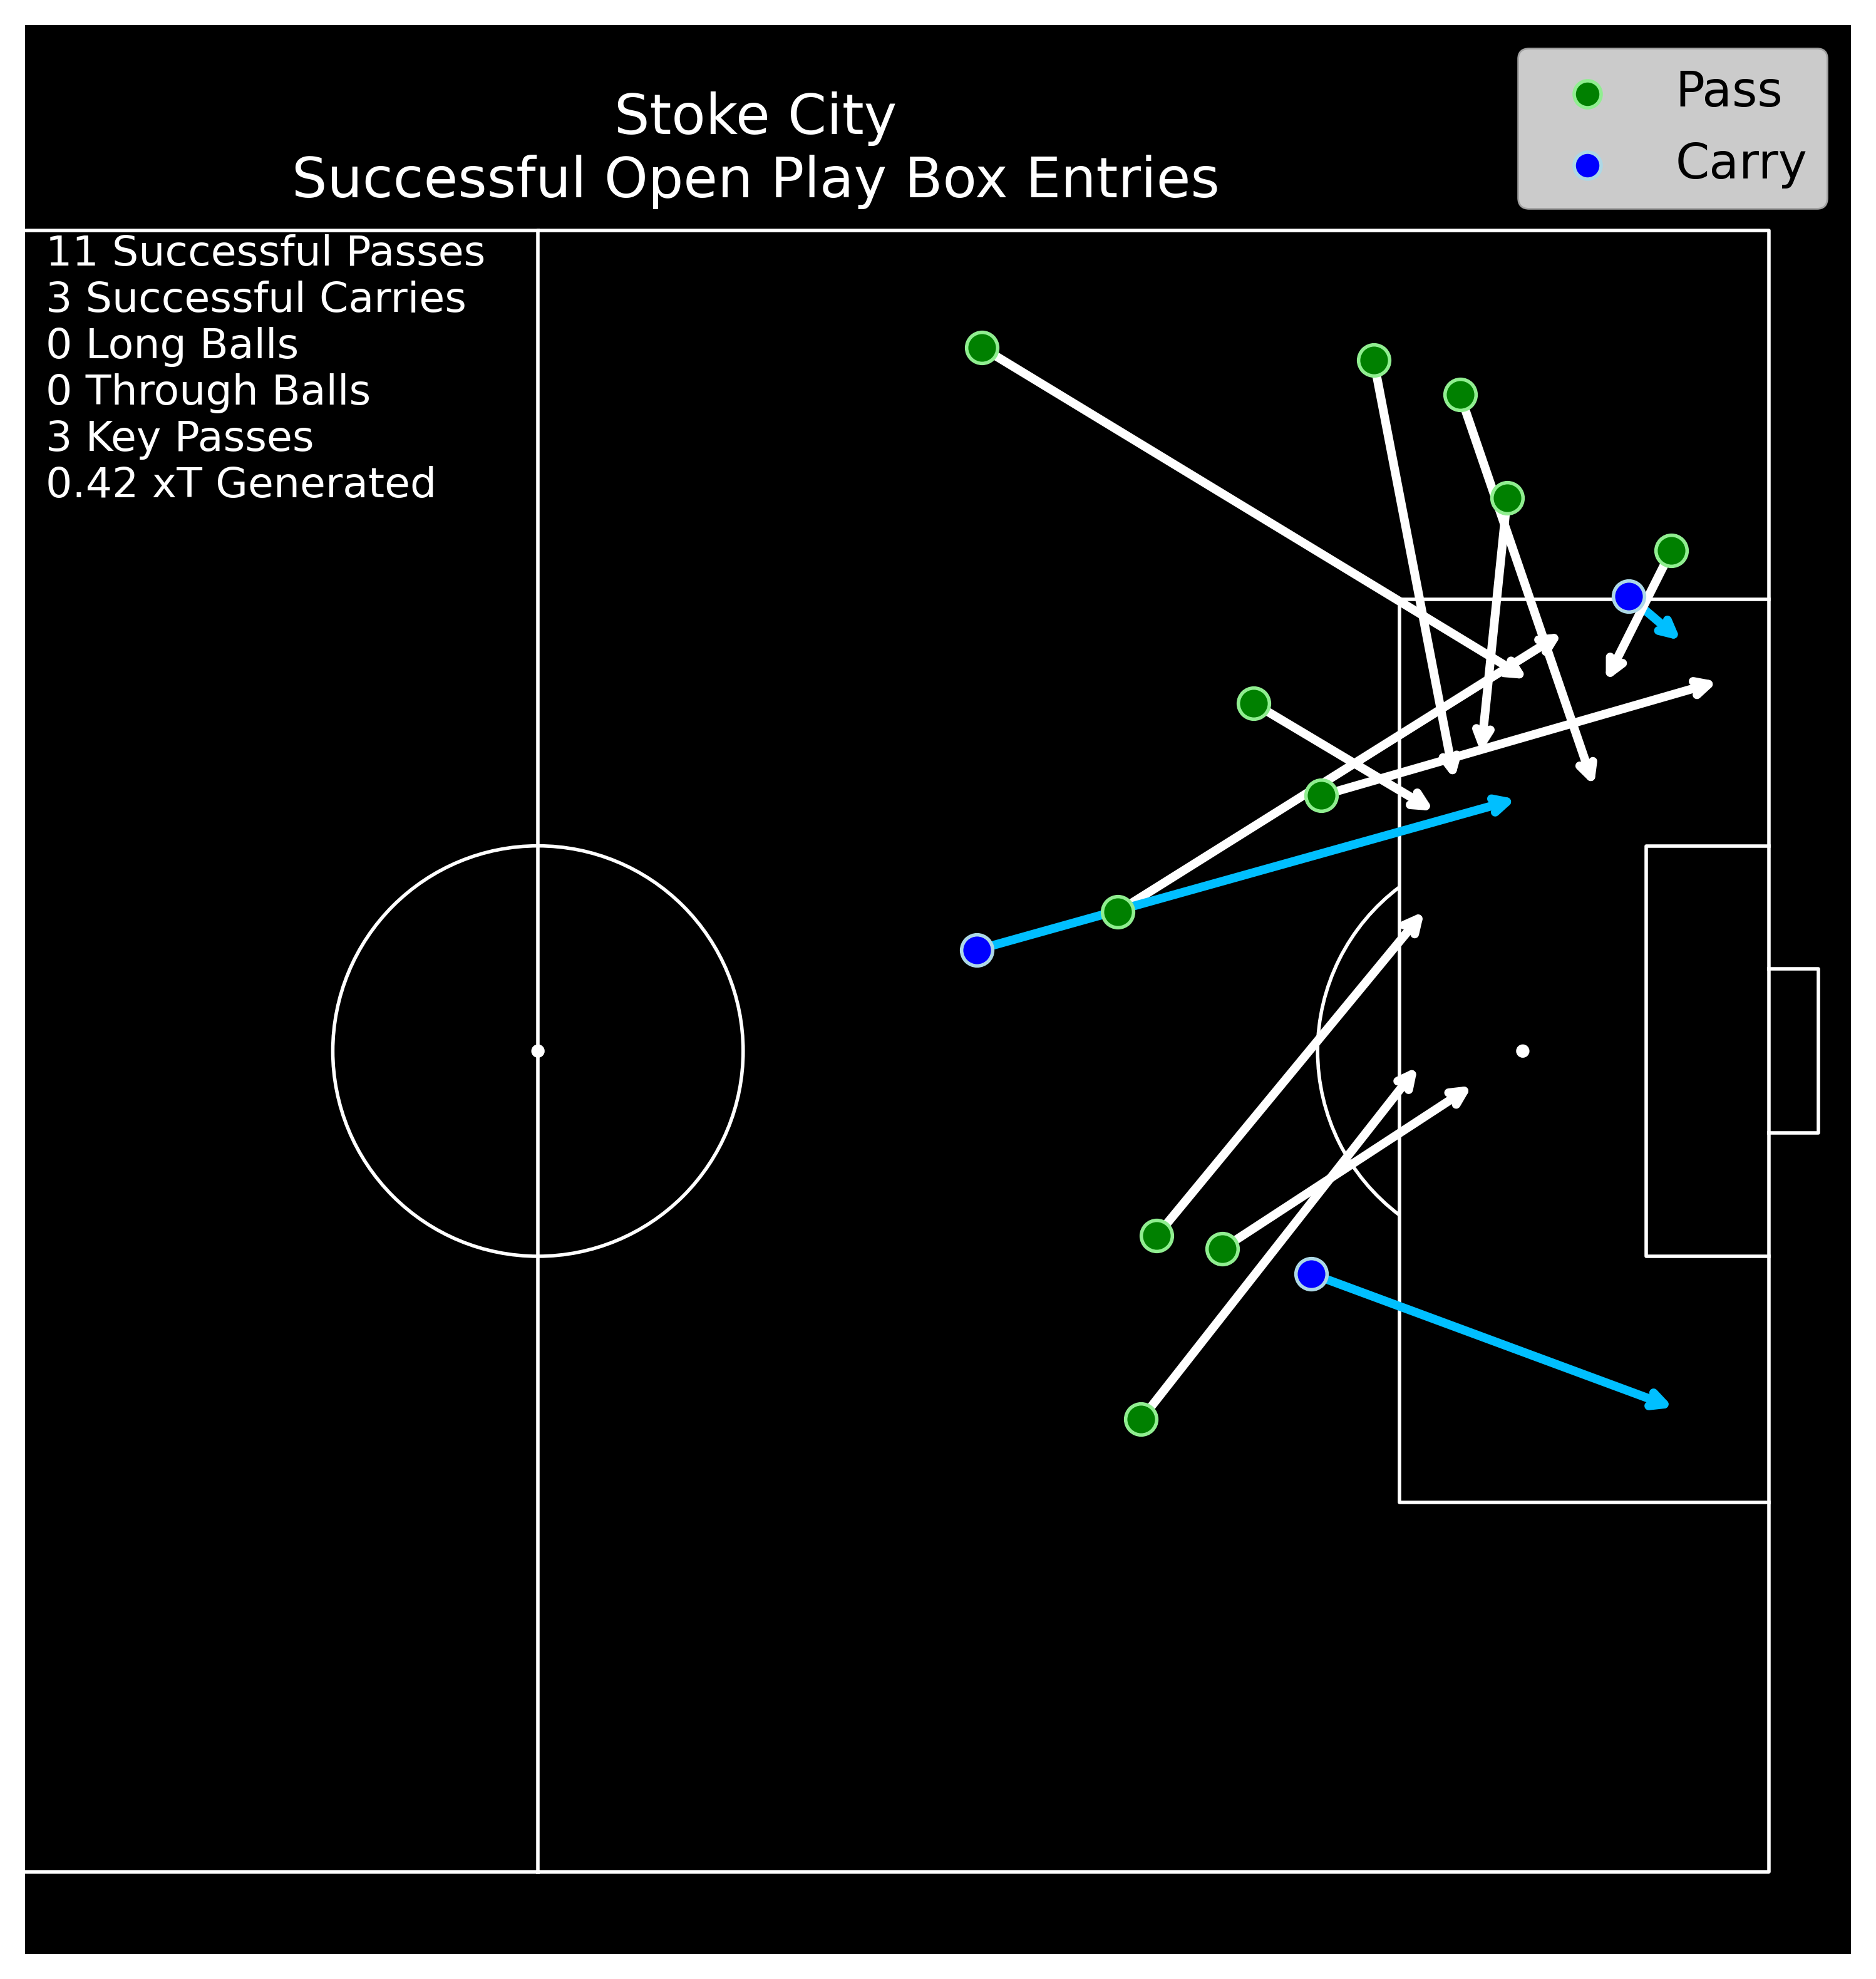 Stoke City
Successful Open Play Box Entries
Pass
Carry
11 Successful Passes
3 Successful Carries
0 Long Balls
0 Through Balls
3 Key Passes
0.42 xT Generated